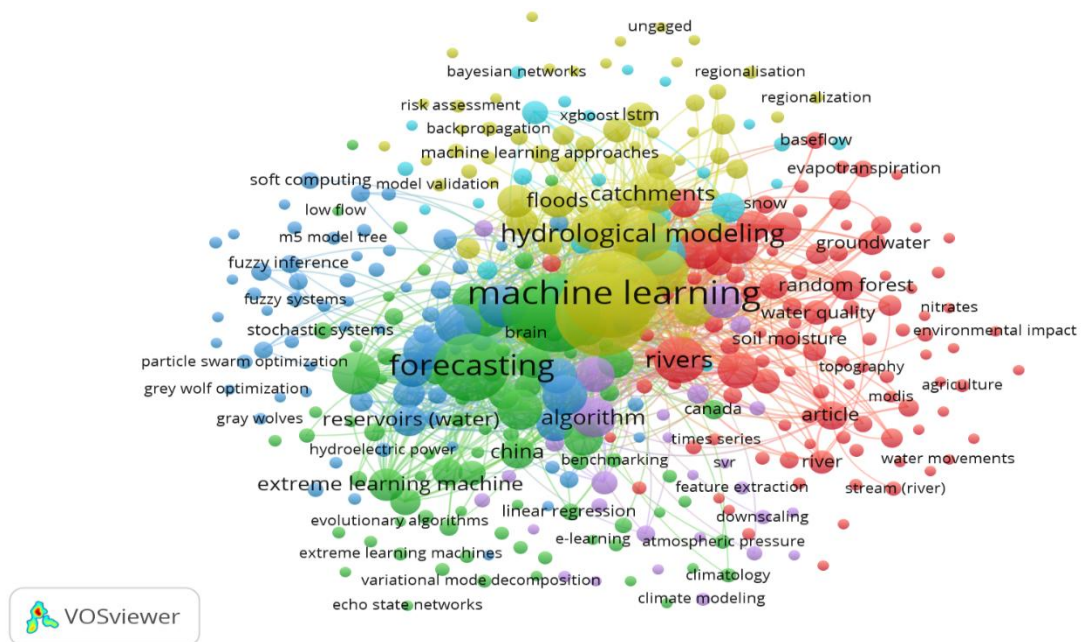 ungaged
bayesian networks
regionalisation
risk assessment
xgboost
lstm
regionalization
backpropagation
baseflow
machine learning approaches
evapotranspiration
soft computing
model validation
floods
catchments
snow
low flow
m5 model tree
hydrological modeling
groundwater
fuzzy inference
machine learning
random forest
fuzzy systems
nitrates
water quality
stochastic systems
brain
soil moisture
environmental impact
particle swarm optimization
forecasting
rivers
topography
grey wolf optimization
agriculture
modis
gray wolves
reservoirs (water)
algorithm
canada
article
hydroelectric power
china
times series
benchmarking
svr
river
water movements
extreme learning machine
feature extraction
stream (river)
linear regression
downscaling
evolutionary algorithms
e-learning
atmospheric pressure
extreme learning machines
variational mode decomposition
climatology
echo state networks
climate modeling
VOSviewer